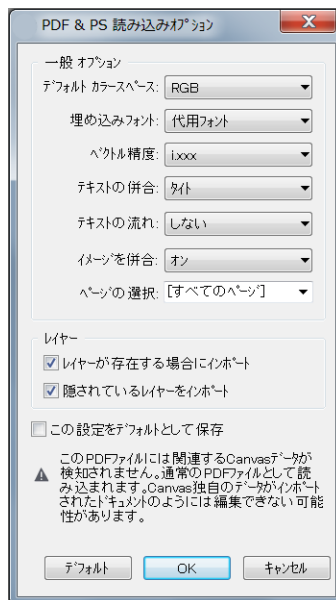 PDF & PS 読み込みオプション
一般 オプション
デフォルト カラースペース: RGB
埋め込みフォント: 代用フォント
ベクトル精度: i.xxx
テキストの併合: タイト
テキストの流れ: しない
イメージを併合: オン
ページの選択: [すべてのページ]
レイヤー
レイヤーが存在する場合にインポート
隠されているレイヤーをインポート
この設定をデフォルトとして保存
このPDFファイルには関連するCanvasデータが
検知されません。通常のPDFファイルとして読
み込まれます。Canvas独自のデータがインポート
されたドキュメントのようには編集できない可能
性があります。
デフォルト OK キャンセル